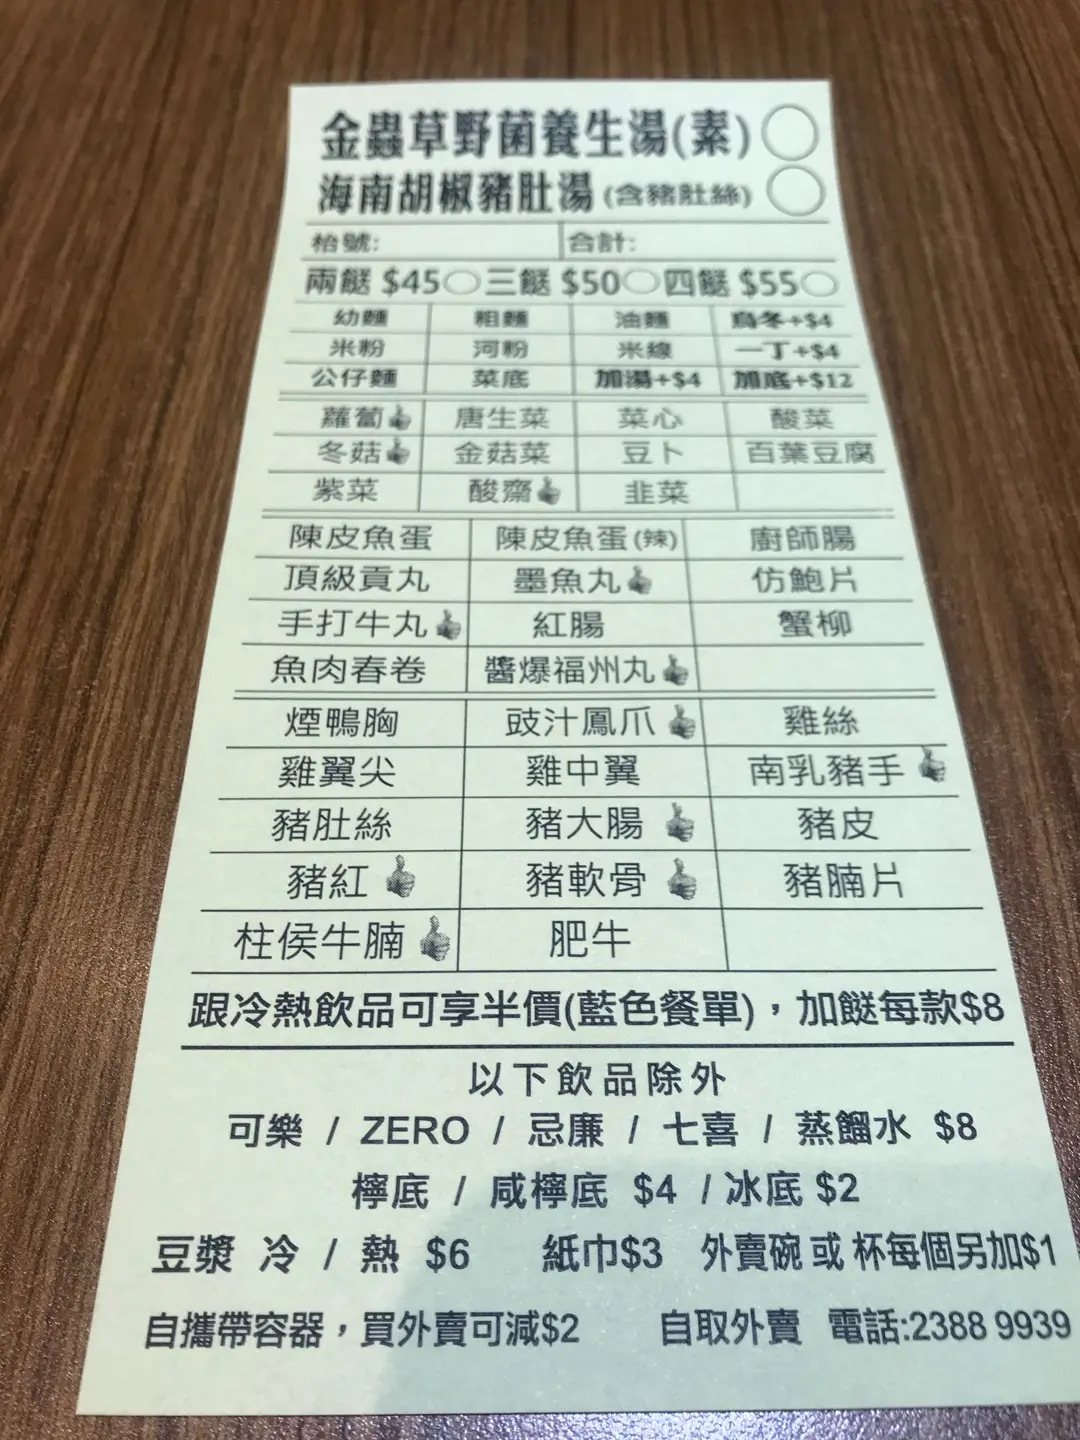 金蟲草野菌養生湯(素)
海南胡椒豬肚湯(含豬肚絲)
枱號: 合計:
兩餸 $45 三餸 $50 四餸 $55
幼麵 粗麵 油麵 烏冬+$4
米粉 河粉 米線 一丁+$4
公仔麵 菜底 加湯+$4 加底+$12
蘿蔔 唐生菜 菜心 酸菜
冬菇 金菇菜 豆卜 百葉豆腐
紫菜 酸齋 韭菜
陳皮魚蛋 陳皮魚蛋(辣) 廚師腸
頂級貢丸 墨魚丸 仿鮑片
手打牛丸 紅腸 蟹柳
魚肉春卷 醬爆福州丸
煙鴨胸 豉汁鳳爪 雞絲
雞翼尖 雞中翼 南乳豬手
豬肚絲 豬大腸 豬皮
豬紅 豬軟骨 豬腩片
柱侯牛腩 肥牛
跟冷熱飲品可享半價(藍色餐單)，加餸每款$8
以下飲品除外
可樂 / ZERO / 忌廉 / 七喜 / 蒸餾水 $8
檸底 / 咸檸底 $4 / 冰底 $2
豆漿 冷 / 熱 $6 紙巾$3 外賣碗 或 杯每個另加$1
自攜帶容器，買外賣可減$2 自取外賣 電話:2388 9939